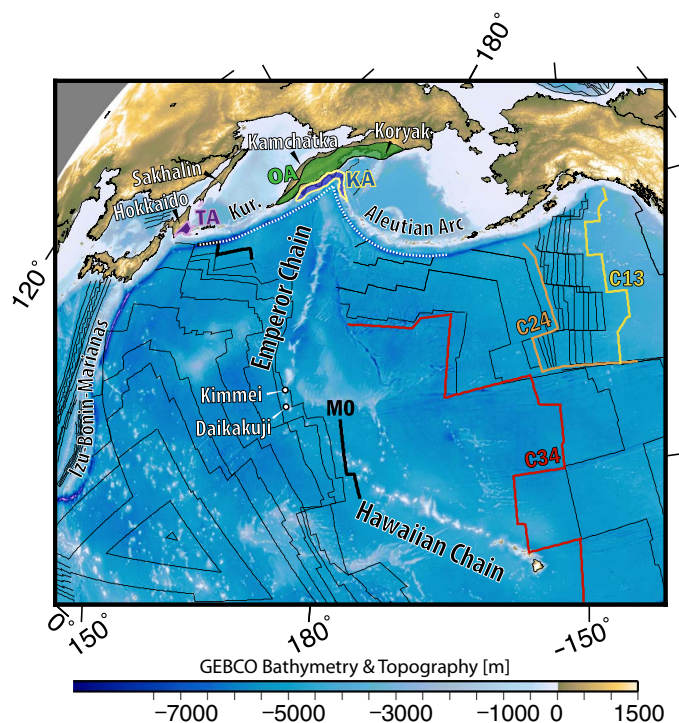 180°
Koryak
Kamchatka
Sakhalin
OA
KA
Hokkaido
TA
Kur.
Aleutian Arc
120°
C13
Emperor Chain
C24
Izu-Bonin-Marianas
Kimmei
M0
Daikakuji
C34
Hawaiian Chain
0°
150°
180°
-150°
GEBCO Bathymetry & Topography [m]
−7000 −5000 −3000 −1000 0 1500